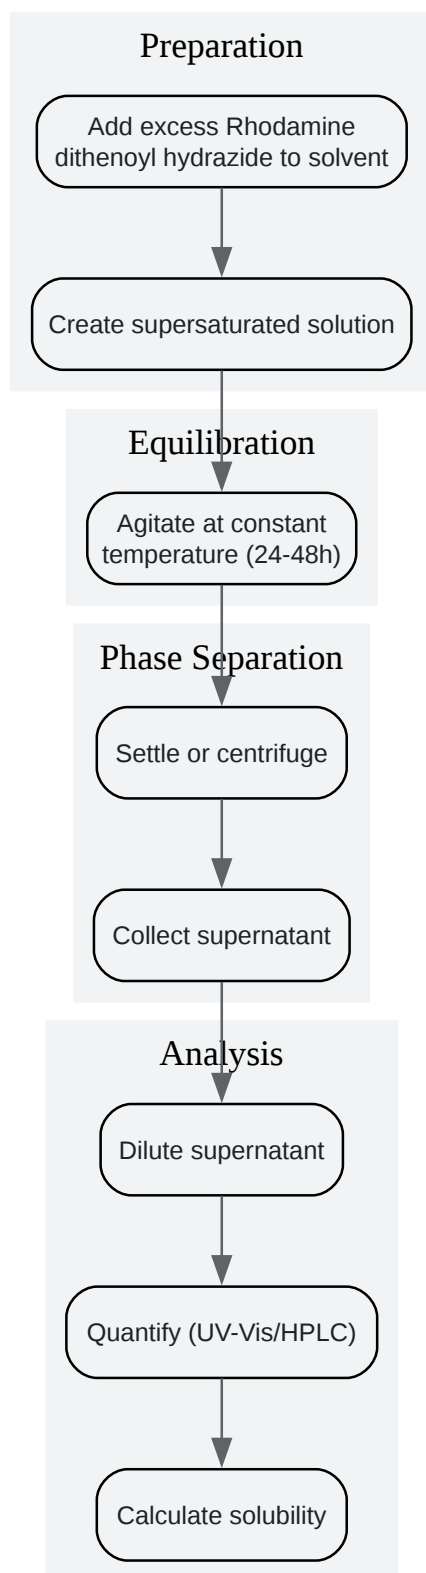 Preparation
Add excess Rhodamine
dithenoyl hydrazide to solvent
Create supersaturated solution
Equilibration
Agitate at constant
temperature (24-48h)
Phase Separation
Settle or centrifuge
Collect supernatant
Analysis
Dilute supernatant
Quantify (UV-Vis/HPLC)
Calculate solubility